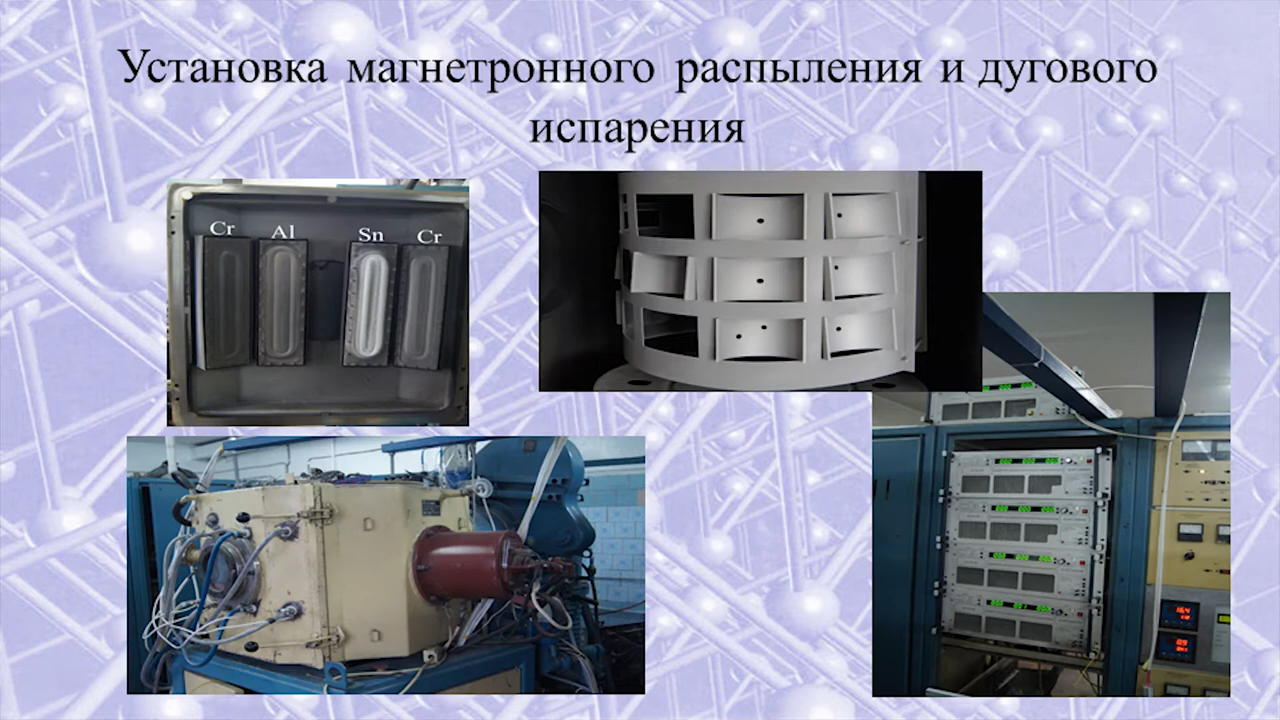 Установка магнетронного распыления и дугового
испарения
Cr Al Sn Cr